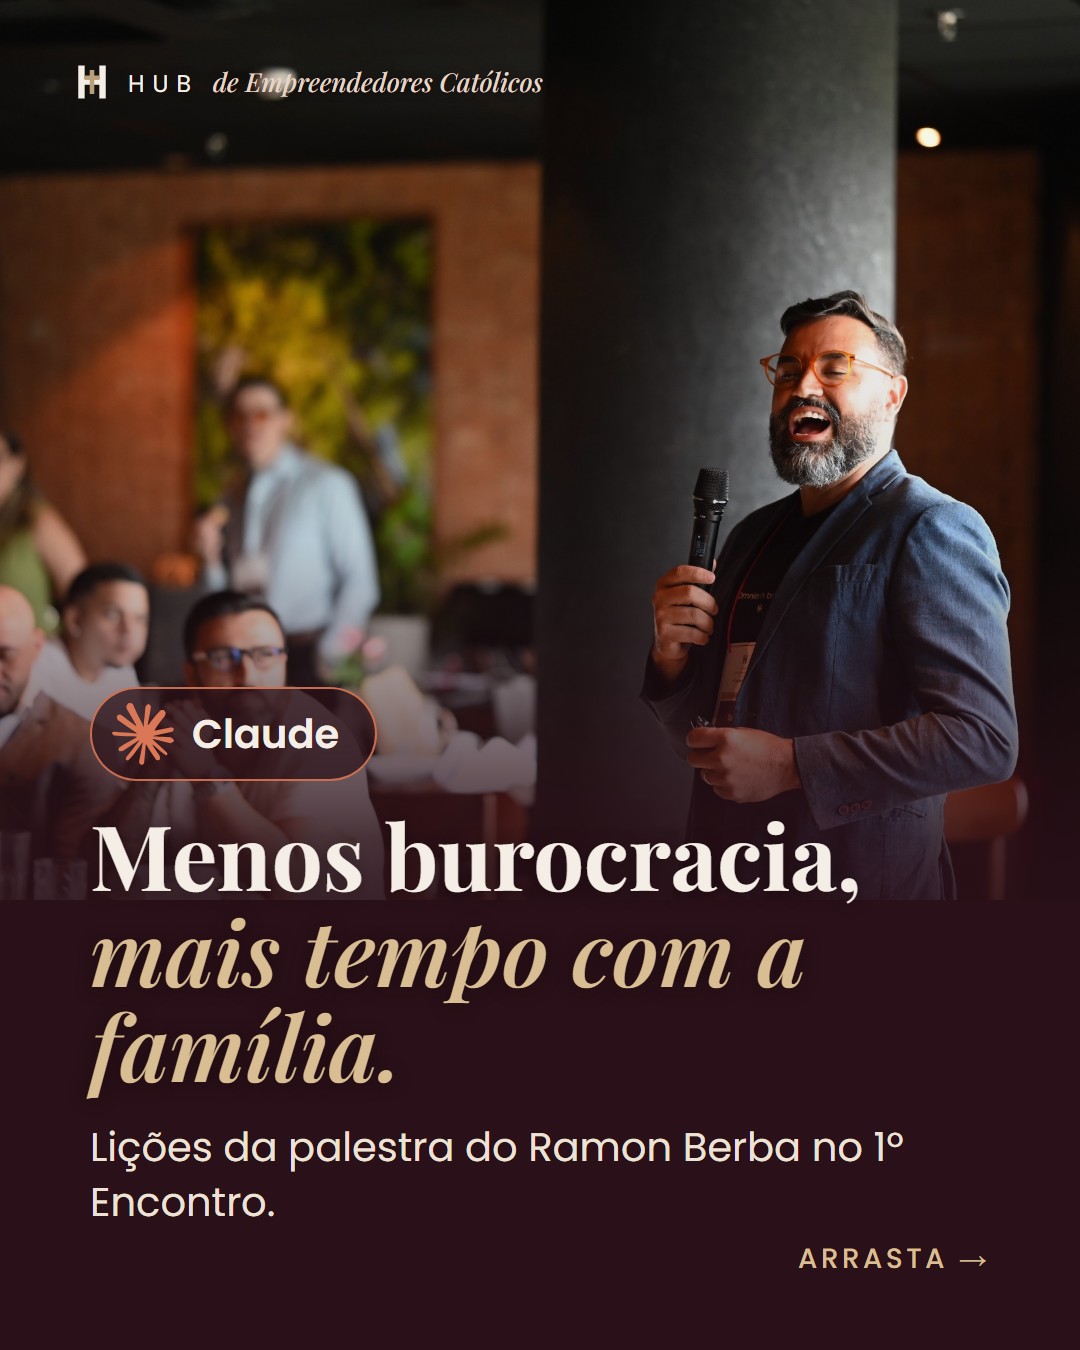 HUB de Empreendedores Católicos
Claude
Menos burocracia,
mais tempo com a
família.
Lições da palestra do Ramon Berba no 1º
Encontro.
ARRASTA →